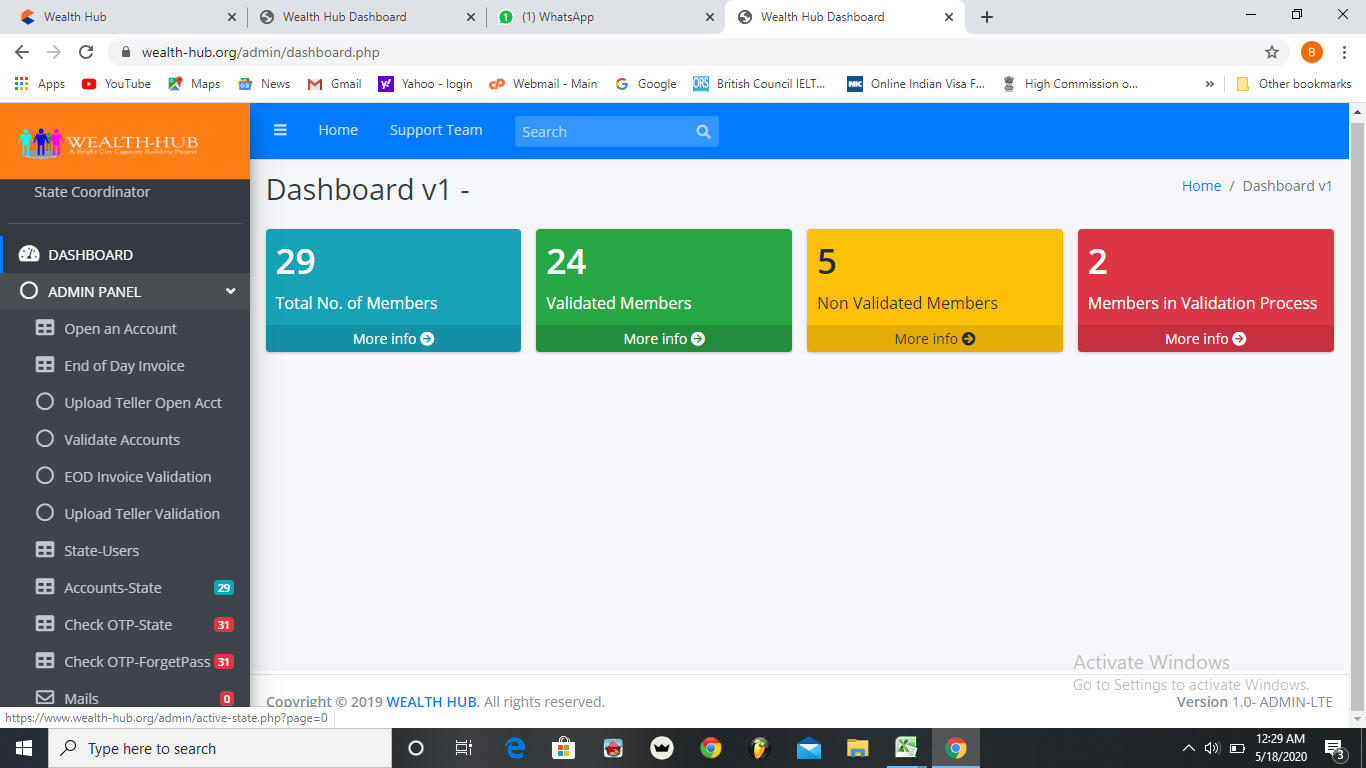 Wealth Hub
Wealth Hub Dashboard
(1) WhatsApp
Wealth Hub Dashboard
wealth-hub.org/admin/dashboard.php
B
Apps
YouTube
Maps
News
Gmail
Yahoo - login
Webmail - Main
Google
British Council IELT...
Online Indian Visa F...
High Commission o...
Other bookmarks
WEALTH-HUB
A Bright City Capacity Building Project
Home
Support Team
Search
State Coordinator
DASHBOARD
ADMIN PANEL
Open an Account
End of Day Invoice
Upload Teller Open Acct
Validate Accounts
EOD Invoice Validation
Upload Teller Validation
State-Users
Accounts-State 29
Check OTP-State 31
Check OTP-ForgetPass 31
Mails 0
Dashboard v1 -
Home / Dashboard v1
29
Total No. of Members
More info
24
Validated Members
More info
5
Non Validated Members
More info
2
Members in Validation Process
More info
Activate Windows
Go to Settings to activate Windows.
Copyright © 2019 WEALTH HUB. All rights reserved.
Version 1.0- ADMIN-LTE
https://www.wealth-hub.org/admin/active-state.php?page=0
Type here to search
12:29 AM
5/18/2020
3